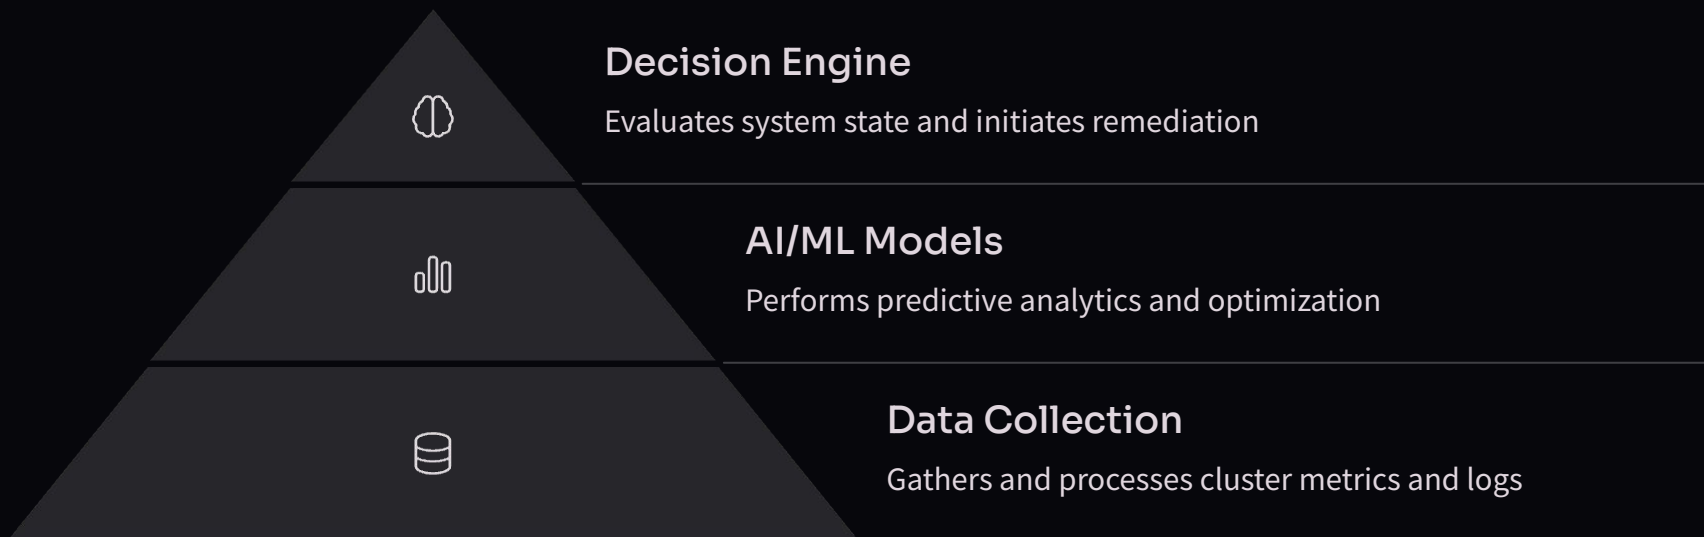 Decision Engine
Evaluates system state and initiates remediation
AI/ML Models
Performs predictive analytics and optimization
Data Collection
Gathers and processes cluster metrics and logs